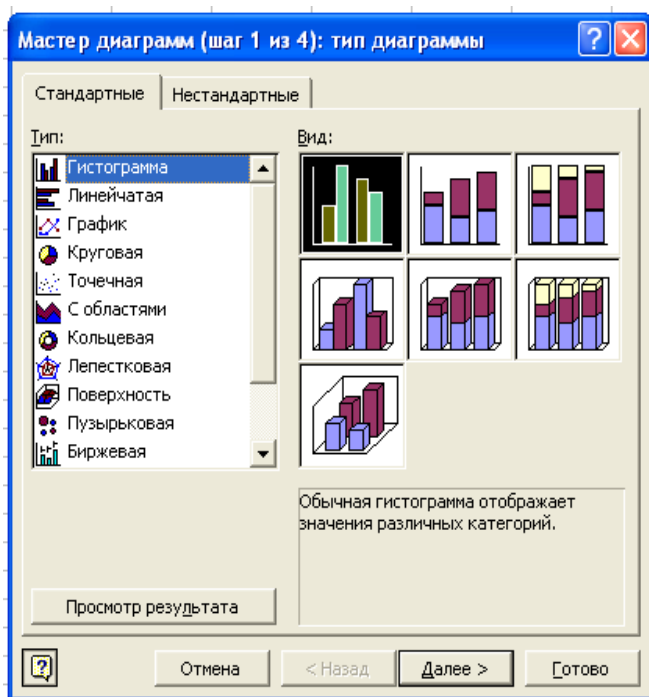 Мастер диаграмм (шаг 1 из 4): тип диаграммы
Стандартные
Нестандартные
Тип:
Гистограмма
Линейчатая
График
Круговая
Точечная
С областями
Кольцевая
Лепестковая
Поверхность
Пузырьковая
Биржевая
Вид:
Обычная гистограмма отображает
значения различных категорий.
Просмотр результата
Отмена
< Назад
Далее >
Готово